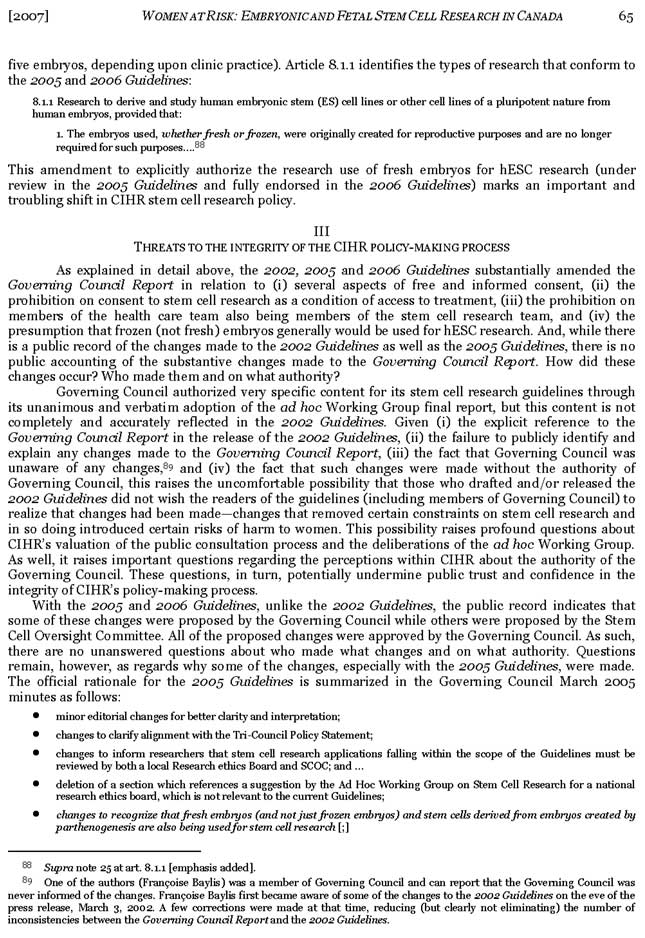 [2007] WOMEN AT RISK: EMBRYONIC AND FETAL STEM CELL RESEARCH IN CANADA 65
five embryos, depending upon clinic practice). Article 8.1.1 identifies the types of research that conform to
the 2005 and 2006 Guidelines:
8.1.1 Research to derive and study human embryonic stem (ES) cell lines or other cell lines of a pluripotent nature from
human embryos, provided that:
1. The embryos used, whether fresh or frozen, were originally created for reproductive purposes and are no longer
required for such purposes....88
This amendment to explicitly authorize the research use of fresh embryos for hESC research (under
review in the 2005 Guidelines and fully endorsed in the 2006 Guidelines) marks an important and
troubling shift in CIHR stem cell research policy.
III
THREATS TO THE INTEGRITY OF THE CIHR POLICY-MAKING PROCESS
As explained in detail above, the 2002, 2005 and 2006 Guidelines substantially amended the
Governing Council Report in relation to (i) several aspects of free and informed consent, (ii) the
prohibition on consent to stem cell research as a condition of access to treatment, (iii) the prohibition on
members of the health care team also being members of the stem cell research team, and (iv) the
presumption that frozen (not fresh) embryos generally would be used for hESC research. And, while there
is a public record of the changes made to the 2002 Guidelines as well as the 2005 Guidelines, there is no
public accounting of the substantive changes made to the Governing Council Report. How did these
changes occur? Who made them and on what authority?
Governing Council authorized very specific content for its stem cell research guidelines through
its unanimous and verbatim adoption of the ad hoc Working Group final report, but this content is not
completely and accurately reflected in the 2002 Guidelines. Given (i) the explicit reference to the
Governing Council Report in the release of the 2002 Guidelines, (ii) the failure to publicly identify and
explain any changes made to the Governing Council Report, (iii) the fact that Governing Council was
unaware of any changes,89 and (iv) the fact that such changes were made without the authority of
Governing Council, this raises the uncomfortable possibility that those who drafted and/or released the
2002 Guidelines did not wish the readers of the guidelines (including members of Governing Council) to
realize that changes had been made—changes that removed certain constraints on stem cell research and
in so doing introduced certain risks of harm to women. This possibility raises profound questions about
CIHR's valuation of the public consultation process and the deliberations of the ad hoc Working Group.
As well, it raises important questions regarding the perceptions within CIHR about the authority of the
Governing Council. These questions, in turn, potentially undermine public trust and confidence in the
integrity of CIHR's policy-making process.
With the 2005 and 2006 Guidelines, unlike the 2002 Guidelines, the public record indicates that
some of these changes were proposed by the Governing Council while others were proposed by the Stem
Cell Oversight Committee. All of the proposed changes were approved by the Governing Council. As such,
there are no unanswered questions about who made what changes and on what authority. Questions
remain, however, as regards why some of the changes, especially with the 2005 Guidelines, were made.
The official rationale for the 2005 Guidelines is summarized in the Governing Council March 2005
minutes as follows:
● minor editorial changes for better clarity and interpretation;
● changes to clarify alignment with the Tri-Council Policy Statement;
● changes to inform researchers that stem cell research applications falling within the scope of the Guidelines must be
reviewed by both a local Research ethics Board and SCOC; and ...
● deletion of a section which references a suggestion by the Ad Hoc Working Group on Stem Cell Research for a national
research ethics board, which is not relevant to the current Guidelines;
● changes to recognize that fresh embryos (and not just frozen embryos) and stem cells derived from embryos created by
parthenogenesis are also being used for stem cell research [;]
88 Supra note 25 at art. 8.1.1 [emphasis added].
89 One of the authors (Françoise Baylis) was a member of Governing Council and can report that the Governing Council was
never informed of the changes. Françoise Baylis first became aware of some of the changes to the 2002 Guidelines on the eve of the
press release, March 3, 2002. A few corrections were made at that time, reducing (but clearly not eliminating) the number of
inconsistencies between the Governing Council Report and the 2002 Guidelines.